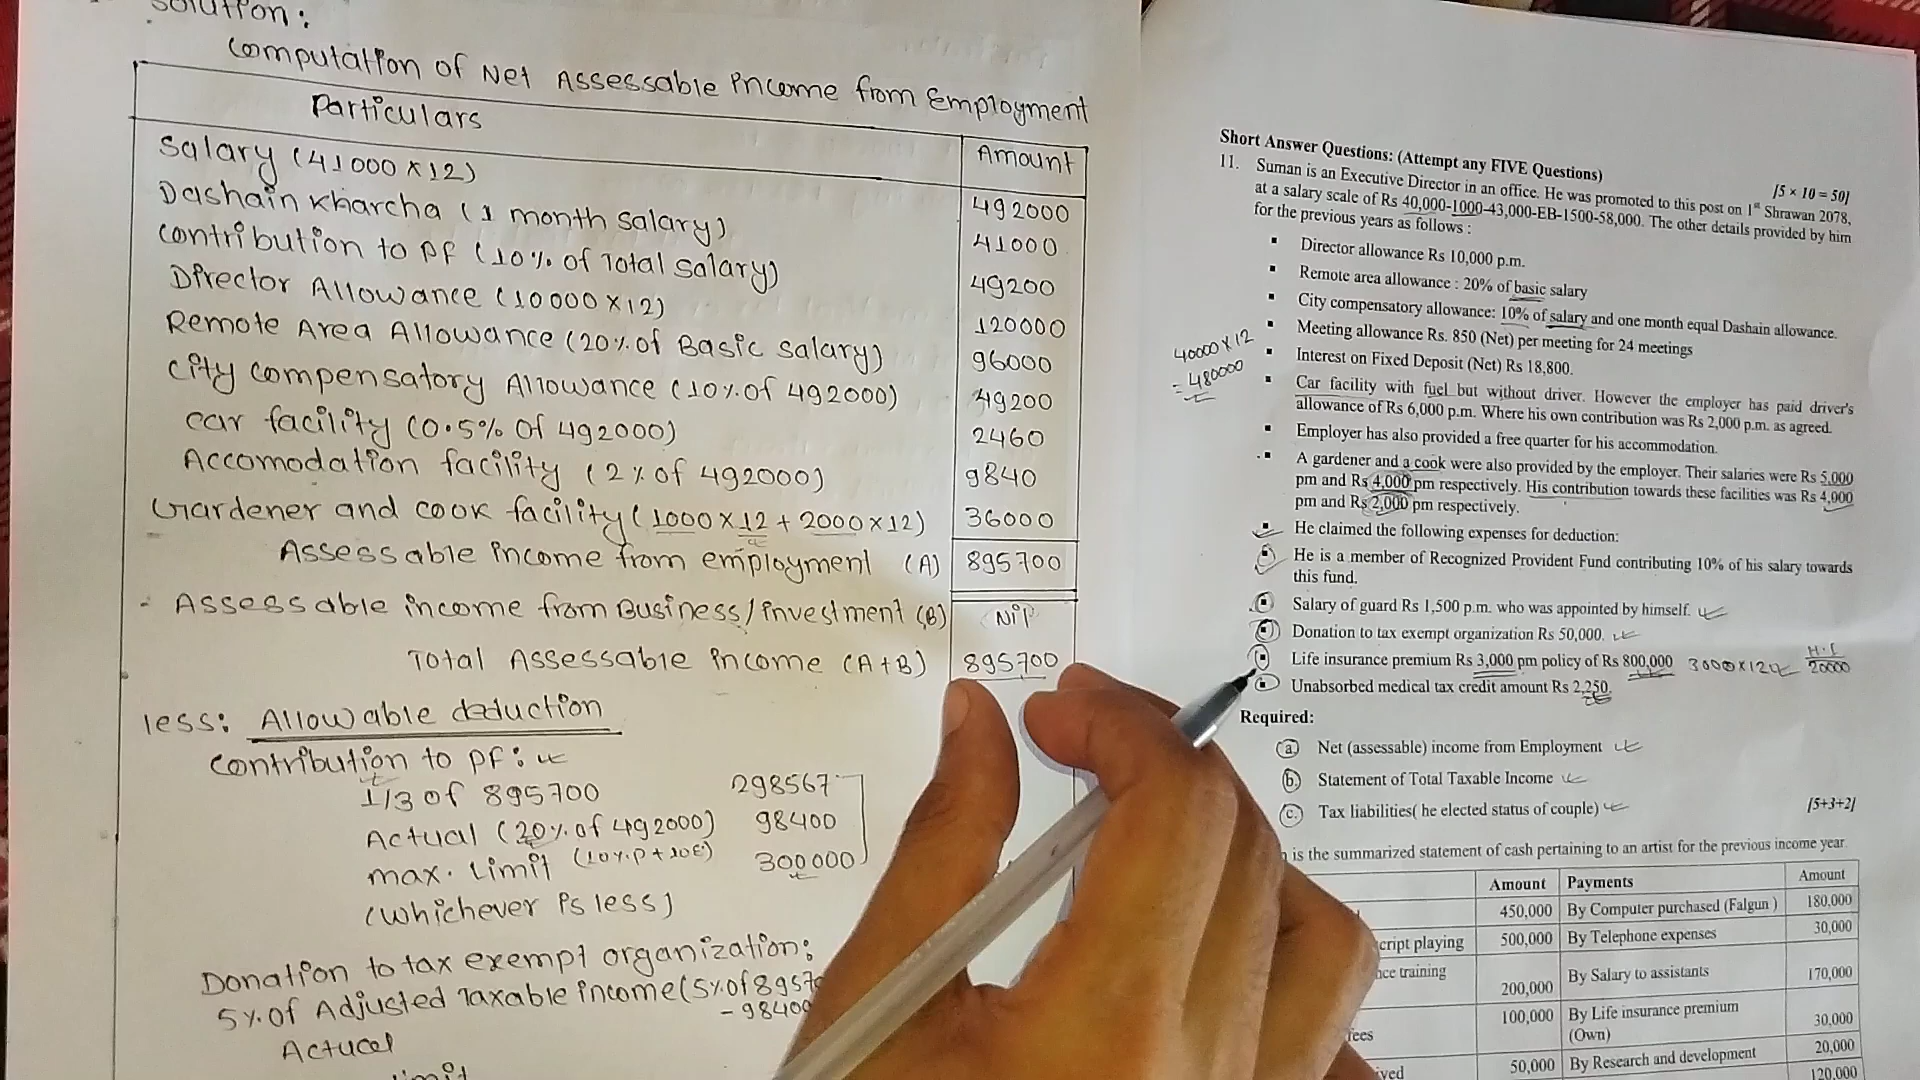 Solution:
Computation of Net Assessable Income from Employment
Particulars
Amount
Salary (41000 x 12)
492000
Dashain kharcha (1 month salary)
41000
Contribution to PF (10% of Total salary)
49200
Director Allowance (10000 x 12)
120000
Remote Area Allowance (20% of Basic salary)
96000
City compensatory Allowance (10% of 492000)
49200
Car facility (0.5% of 492000)
2460
Accomodation facility (2% of 492000)
9840
Gardener and cook facility (1000 x 12 + 2000 x 12)
36000
Assessable income from employment (A)
895700
Assessable income from Business/investment (B)
Nil
Total Assessable Income (A+B)
895700
less: Allowable deduction
Contribution to PF:
1/3 of 895700 298567
Actual (20% of 492000) 98400
(10%P + 10E)
max. limit 300000
(whichever is less)
Donation to tax exempt organization:
5% of Adjusted Taxable income (5% of 8957
- 98400
Actual
limit
Short Answer Questions: (Attempt any FIVE Questions)
[5 × 10 = 50]
11. Suman is an Executive Director in an office. He was promoted to this post on 1st Shrawan 2078,
at a salary scale of Rs 40,000-1000-43,000-EB-1500-58,000. The other details provided by him
for the previous years as follows :
▪ Director allowance Rs 10,000 p.m.
▪ Remote area allowance : 20% of basic salary
▪ City compensatory allowance: 10% of salary and one month equal Dashain allowance.
▪ Meeting allowance Rs. 850 (Net) per meeting for 24 meetings
▪ Interest on Fixed Deposit (Net) Rs 18,800.
40000 x 12
= 480000
▪ Car facility with fuel but without driver. However the employer has paid driver's
allowance of Rs 6,000 p.m. Where his own contribution was Rs 2,000 p.m. as agreed.
▪ Employer has also provided a free quarter for his accommodation.
▪ A gardener and a cook were also provided by the employer. Their salaries were Rs 5,000
pm and Rs 4,000 pm respectively. His contribution towards these facilities was Rs 4,000
pm and Rs 2,000 pm respectively.
▪ He claimed the following expenses for deduction:
▪ He is a member of Recognized Provident Fund contributing 10% of his salary towards
this fund.
▪ Salary of guard Rs 1,500 p.m. who was appointed by himself.
▪ Donation to tax exempt organization Rs 50,000.
▪ Life insurance premium Rs 3,000 pm policy of Rs 800,000 3000 x 12
H.I
20000
▪ Unabsorbed medical tax credit amount Rs 2,250.
Required:
a. Net (assessable) income from Employment
b. Statement of Total Taxable Income
c. Tax liabilities( he elected status of couple)
[5+3+2]
is the summarized statement of cash pertaining to an artist for the previous income year.
Amount Payments Amount
450,000 By Computer purchased (Falgun ) 180,000
cript playing 500,000 By Telephone expenses 30,000
nce training
200,000 By Salary to assistants 170,000
fees 100,000 By Life insurance premium
(Own) 30,000
ived 50,000 By Research and development 20,000
120,000